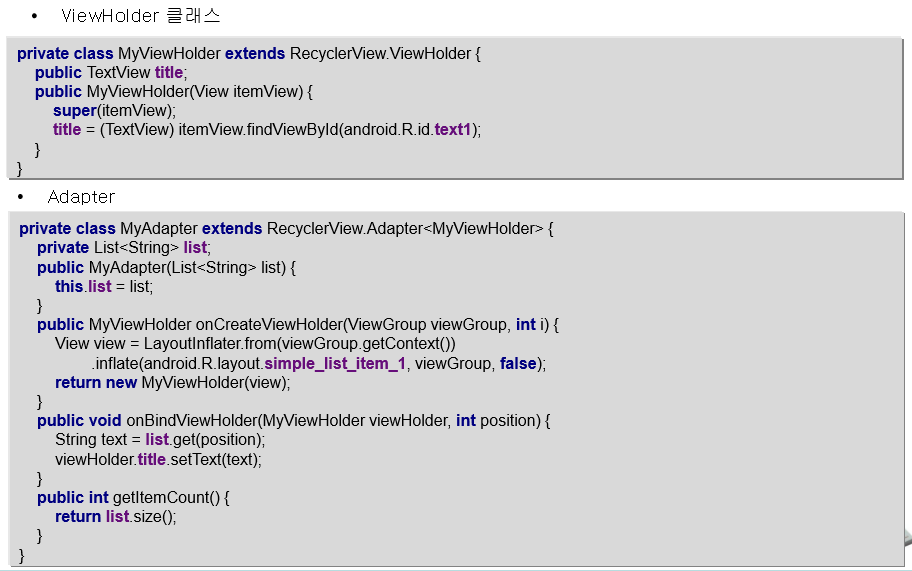 • ViewHolder 클래스
private class MyViewHolder extends RecyclerView.ViewHolder {
public TextView title;
public MyViewHolder(View itemView) {
super(itemView);
title = (TextView) itemView.findViewById(android.R.id.text1);
}
}
• Adapter
private class MyAdapter extends RecyclerView.Adapter<MyViewHolder> {
private List<String> list;
public MyAdapter(List<String> list) {
this.list = list;
}
public MyViewHolder onCreateViewHolder(ViewGroup viewGroup, int i) {
View view = LayoutInflater.from(viewGroup.getContext())
.inflate(android.R.layout.simple_list_item_1, viewGroup, false);
return new MyViewHolder(view);
}
public void onBindViewHolder(MyViewHolder viewHolder, int position) {
String text = list.get(position);
viewHolder.title.setText(text);
}
public int getItemCount() {
return list.size();
}
}